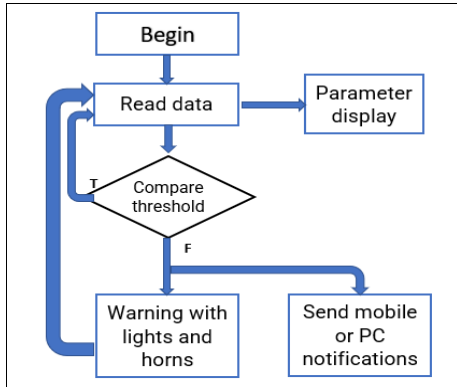 Begin
Read data
Parameter
display
T
Compare
threshold
F
Warning with
lights and
horns
Send mobile
or PC
notifications